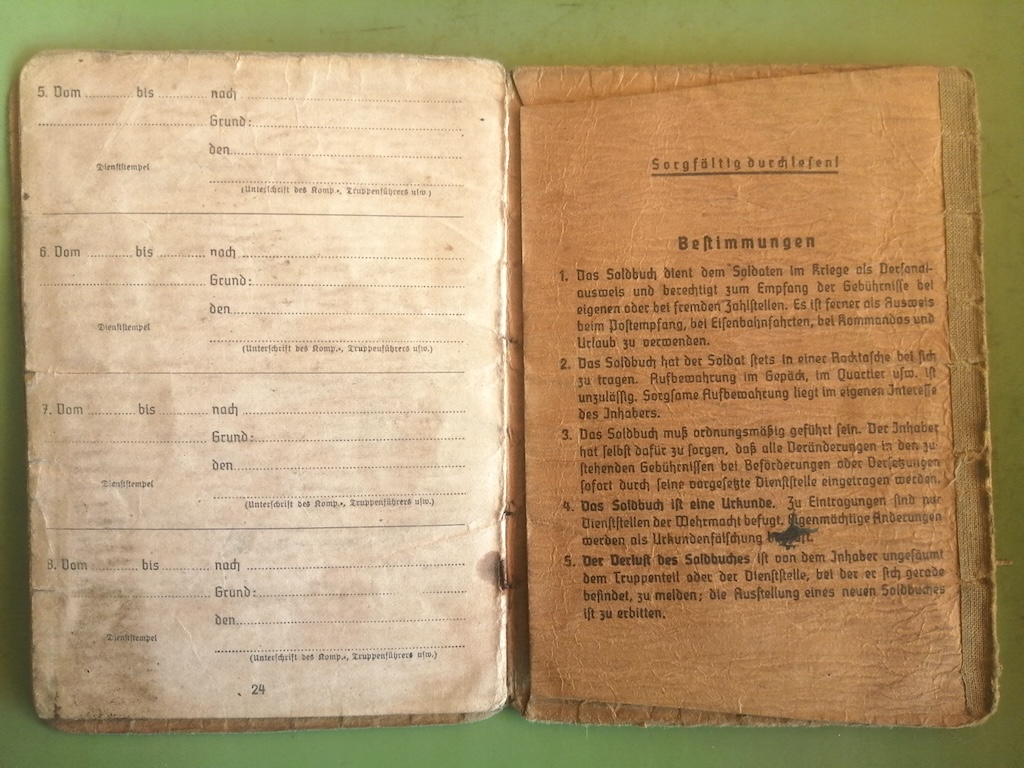 5. Vom ............ bis ............ nach ............
............ Grund: ............
den ............
Dienststempel
(Unterschrift des Komp.-, Truppenführers usw.)
6. Vom ............ bis ............ nach ............
............ Grund: ............
den ............
Dienststempel
(Unterschrift des Komp.-, Truppenführers usw.)
7. Vom ............ bis ............ nach ............
............ Grund: ............
den ............
Dienststempel
(Unterschrift des Komp.-, Truppenführers usw.)
8. Vom ............ bis ............ nach ............
............ Grund: ............
den ............
Dienststempel
(Unterschrift des Komp.-, Truppenführers usw.)
24
Sorgfältig durchlesen!
Bestimmungen
1. Das Soldbuch dient dem Soldaten im Kriege als Personal-
ausweis und berechtigt zum Empfang der Gebührnisse bei
eigenen oder bei fremden Zahlstellen. Es ist ferner als Ausweis
beim Postempfang, bei Eisenbahnfahrten, bei Kommandos und
Urlaub zu verwenden.
2. Das Soldbuch hat der Soldat stets in einer Rocktasche bei sich
zu tragen. Aufbewahrung im Gepäck, im Quartier usw. ist
unzulässig. Sorgsame Aufbewahrung liegt im eigenen Interesse
des Inhabers.
3. Das Soldbuch muß ordnungsmäßig geführt sein. Der Inhaber
hat selbst dafür zu sorgen, daß alle Veränderungen in den zu-
stehenden Gebührnissen bei Beförderungen oder Versetzungen
sofort durch seine vorgesetzte Dienststelle eingetragen werden.
4. Das Soldbuch ist eine Urkunde. Zu Eintragungen sind nur
Dienststellen der Wehrmacht befugt. Eigenmächtige Änderungen
werden als Urkundenfälschung
5. Der Verlust des Soldbuches ist von dem Inhaber ungesäumt
dem Truppenteil oder der Dienststelle, bei der er sich gerade
befindet, zu melden; die Ausstellung eines neuen Soldbuches
ist zu erbitten.